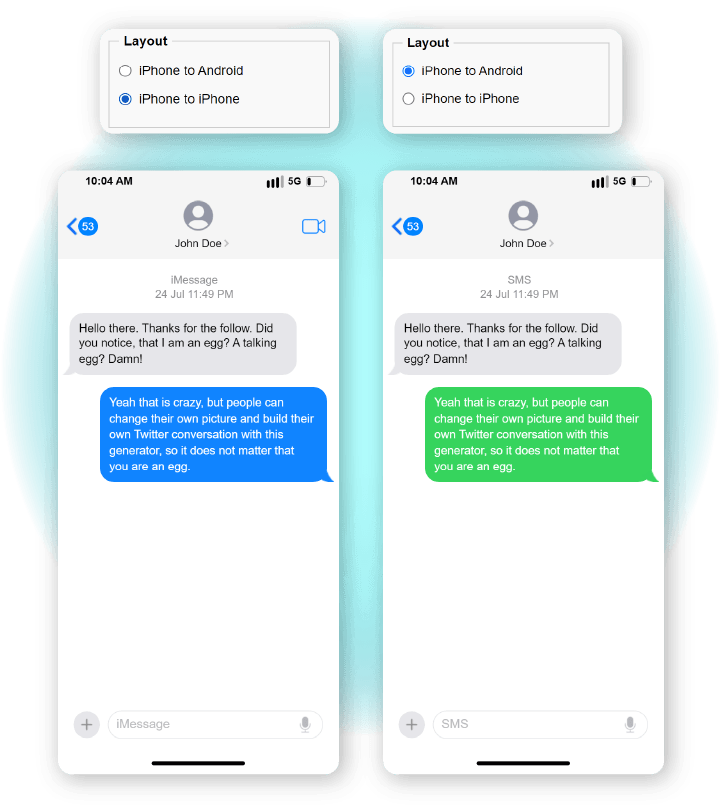 Layout
iPhone to Android
iPhone to iPhone
Layout
iPhone to Android
iPhone to iPhone
10:04 AM
5G
53
John Doe
iMessage
24 Jul 11:49 PM
Hello there. Thanks for the follow. Did
you notice, that I am an egg? A talking
egg? Damn!
Yeah that is crazy, but people can
change their own picture and build their
own Twitter conversation with this
generator, so it does not matter that
you are an egg.
iMessage
10:04 AM
5G
53
John Doe
SMS
24 Jul 11:49 PM
Hello there. Thanks for the follow. Did
you notice, that I am an egg? A talking
egg? Damn!
Yeah that is crazy, but people can
change their own picture and build their
own Twitter conversation with this
generator, so it does not matter that
you are an egg.
SMS